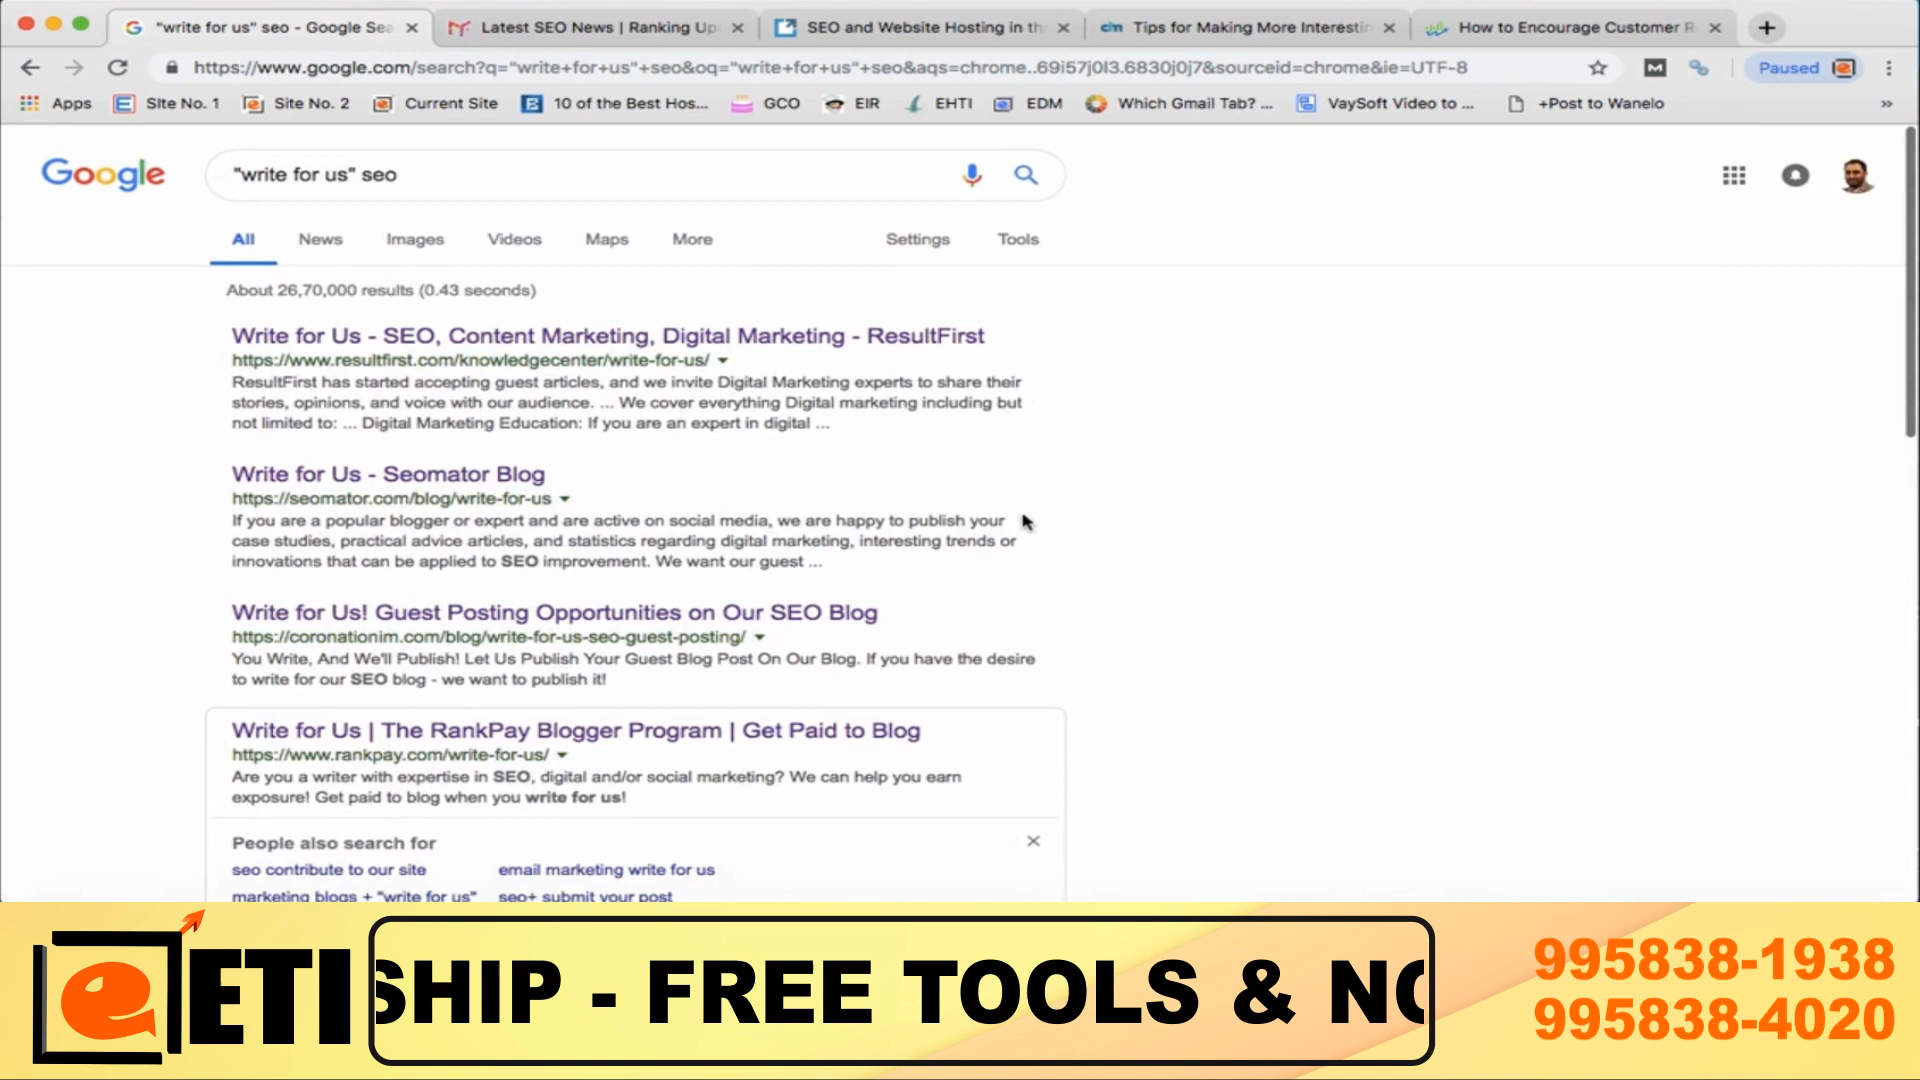 "write for us" seo - Google Sea
Latest SEO News | Ranking Up
SEO and Website Hosting in th
cim Tips for Making More Interestin
How to Encourage Customer R
https://www.google.com/search?q="write+for+us"+seo&oq="write+for+us"+seo&aqs=chrome..69i57j0l3.6830j0j7&sourceid=chrome&ie=UTF-8
Paused
Apps
SIte No. 1
Site No. 2
Current Site
10 of the Best Hos...
GCO
EIR
EHTI
EDM
Which Gmail Tab? ...
VaySoft Video to ...
+Post to Wanelo
»
Google
"write for us" seo
All News Images Videos Maps More Settings Tools
About 26,70,000 results (0.43 seconds)
Write for Us - SEO, Content Marketing, Digital Marketing - ResultFirst
https://www.resultfirst.com/knowledgecenter/write-for-us/
ResultFirst has started accepting guest articles, and we invite Digital Marketing experts to share their
stories, opinions, and voice with our audience. ... We cover everything Digital marketing including but
not limited to: ... Digital Marketing Education: If you are an expert in digital ...
Write for Us - Seomator Blog
https://seomator.com/blog/write-for-us
If you are a popular blogger or expert and are active on social media, we are happy to publish your
case studies, practical advice articles, and statistics regarding digital marketing, interesting trends or
innovations that can be applied to SEO improvement. We want our guest ...
Write for Us! Guest Posting Opportunities on Our SEO Blog
https://coronationim.com/blog/write-for-us-seo-guest-posting/
You Write, And We'll Publish! Let Us Publish Your Guest Blog Post On Our Blog. If you have the desire
to write for our SEO blog - we want to publish it!
Write for Us | The RankPay Blogger Program | Get Paid to Blog
https://www.rankpay.com/write-for-us/
Are you a writer with expertise in SEO, digital and/or social marketing? We can help you earn
exposure! Get paid to blog when you write for us!
People also search for
seo contribute to our site email marketing write for us
marketing blogs + "write for us" seo+ submit your post
e ETI
SHIP - FREE TOOLS & NO
995838-1938
995838-4020